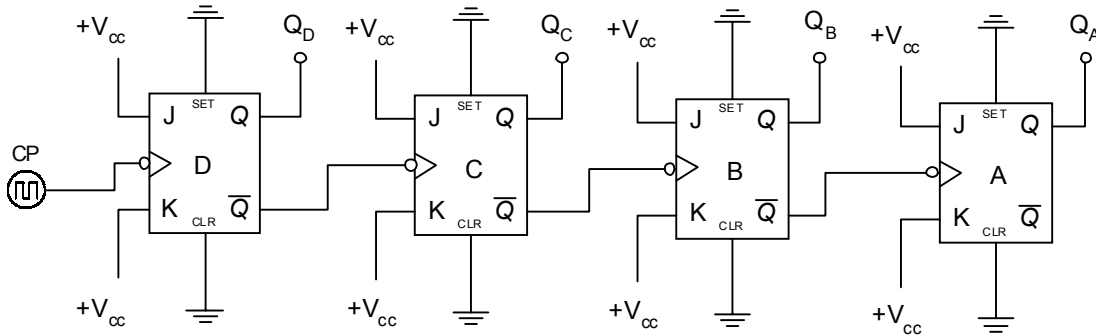 +Vcc QD +Vcc QC +Vcc QB +Vcc QA
SET SET SET SET
J Q J Q J Q J Q
CP D C B A
K Q̅ K Q̅ K Q̅ K Q̅
CLR CLR CLR CLR
+Vcc +Vcc +Vcc +Vcc